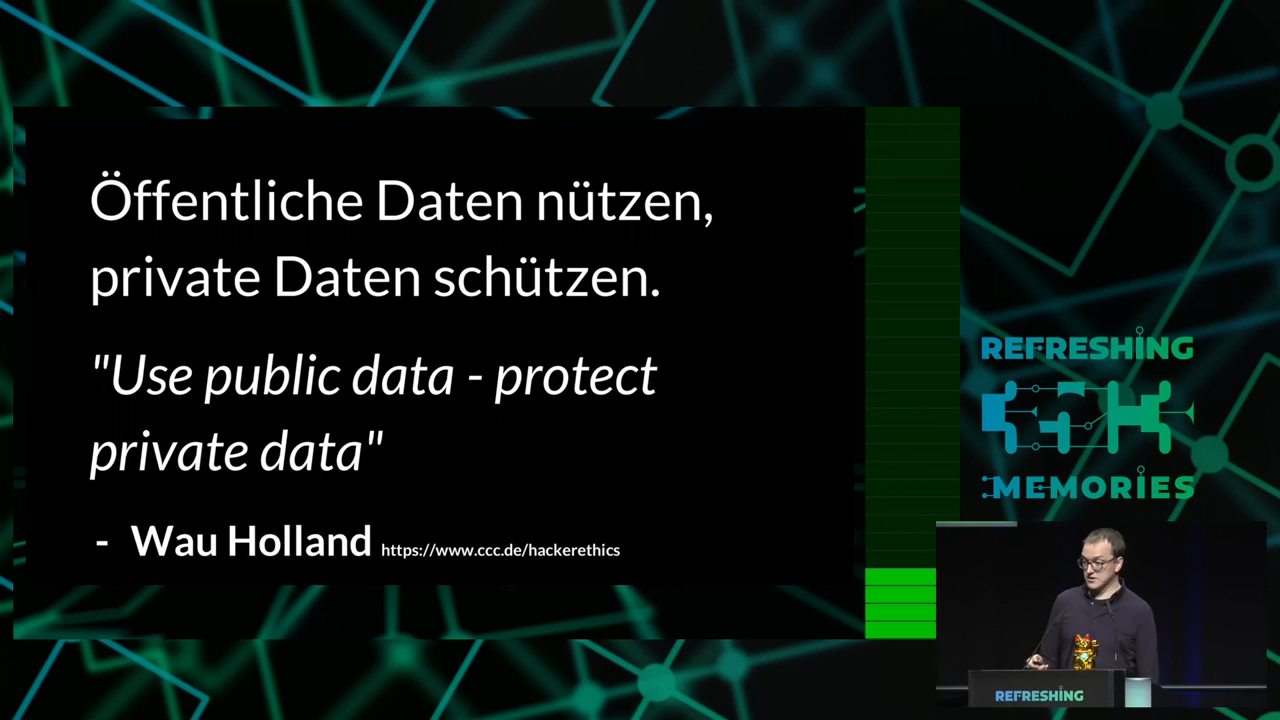 Öffentliche Daten nützen,
private Daten schützen.
"Use public data - protect
private data"
- Wau Holland https://www.ccc.de/hackerethics
REFRESHING
MEMORIES
REFRESHING